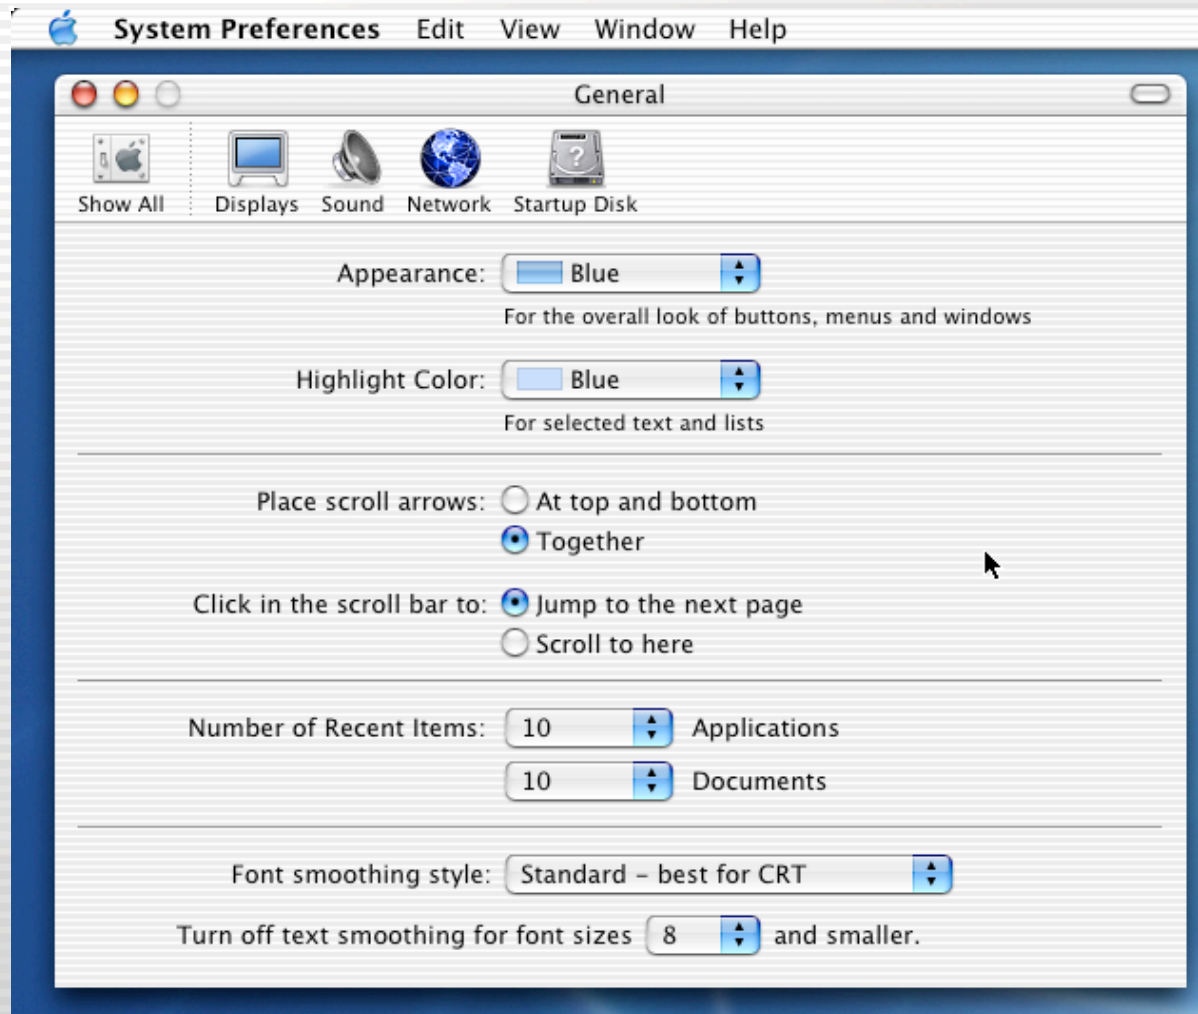 System Preferences Edit View Window Help
General
Show All Displays Sound Network Startup Disk
Appearance: Blue
For the overall look of buttons, menus and windows
Highlight Color: Blue
For selected text and lists
Place scroll arrows: At top and bottom
Together
Click in the scroll bar to: Jump to the next page
Scroll to here
Number of Recent Items: 10 Applications
10 Documents
Font smoothing style: Standard – best for CRT
Turn off text smoothing for font sizes 8 and smaller.